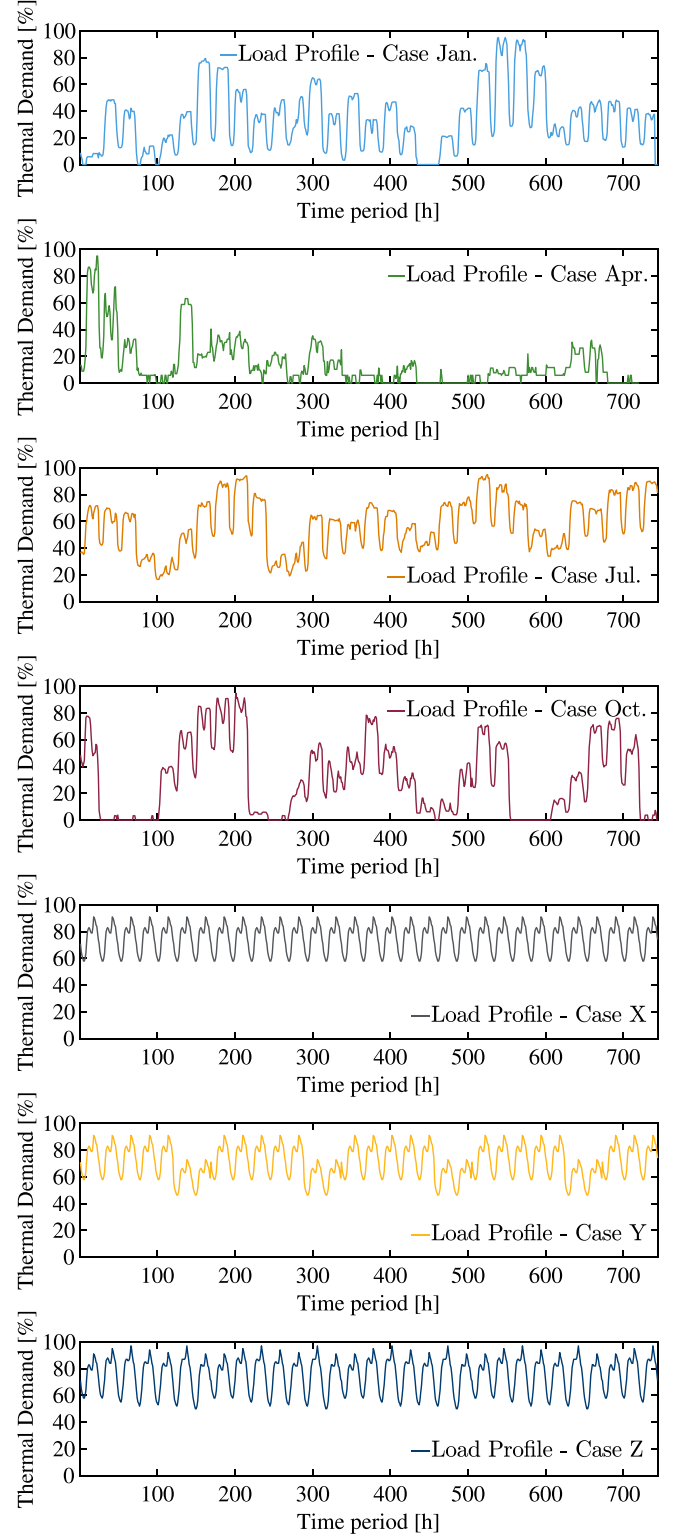 Thermal Demand [%]
100
80
60
40
20
0
Load Profile - Case Jan.
100 200 300 400 500 600 700
Time period [h]
Thermal Demand [%]
100
80
60
40
20
0
Load Profile - Case Apr.
100 200 300 400 500 600 700
Time period [h]
Thermal Demand [%]
100
80
60
40
20
0
Load Profile - Case Jul.
100 200 300 400 500 600 700
Time period [h]
Thermal Demand [%]
100
80
60
40
20
0
Load Profile - Case Oct.
100 200 300 400 500 600 700
Time period [h]
Thermal Demand [%]
100
80
60
40
20
0
Load Profile - Case X
100 200 300 400 500 600 700
Time period [h]
Thermal Demand [%]
100
80
60
40
20
0
Load Profile - Case Y
100 200 300 400 500 600 700
Time period [h]
Thermal Demand [%]
100
80
60
40
20
0
Load Profile - Case Z
100 200 300 400 500 600 700
Time period [h]